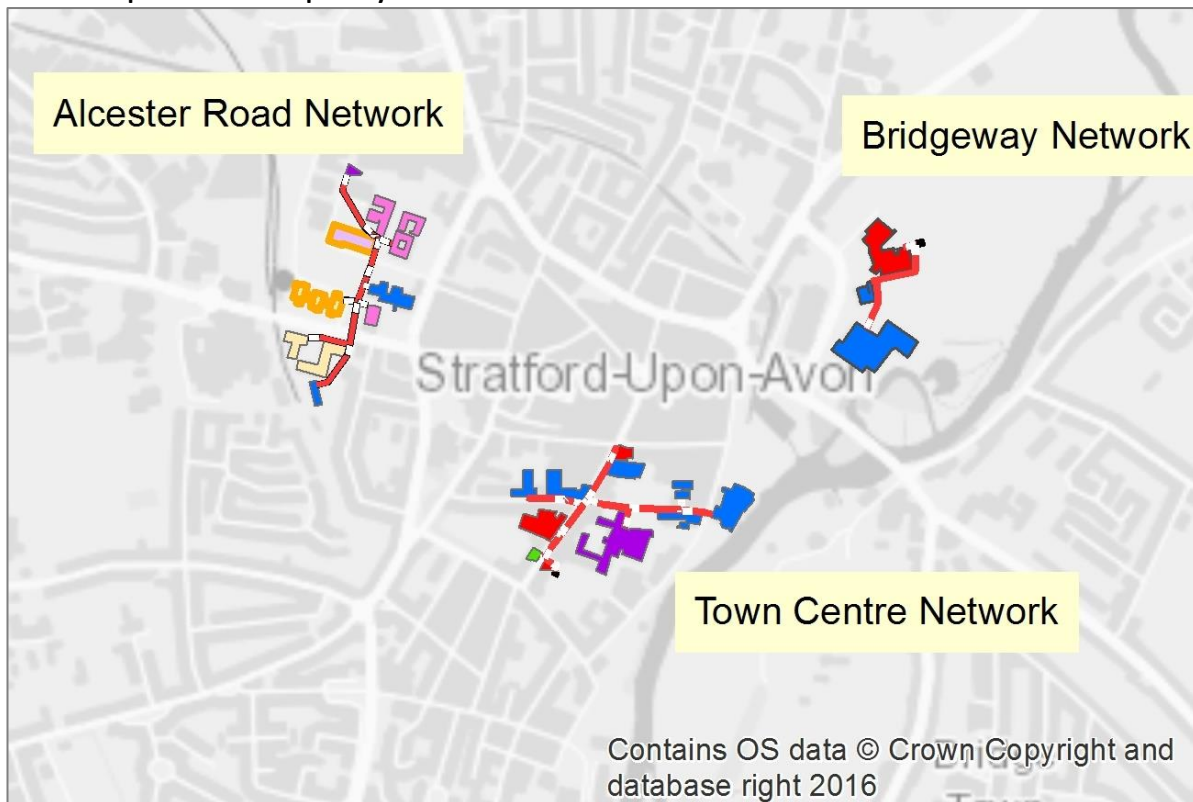 Alcester Road Network
Bridgeway Network
Stratford-Upon-Avon
Town Centre Network
Contains OS data © Crown Copyright and
database right 2016